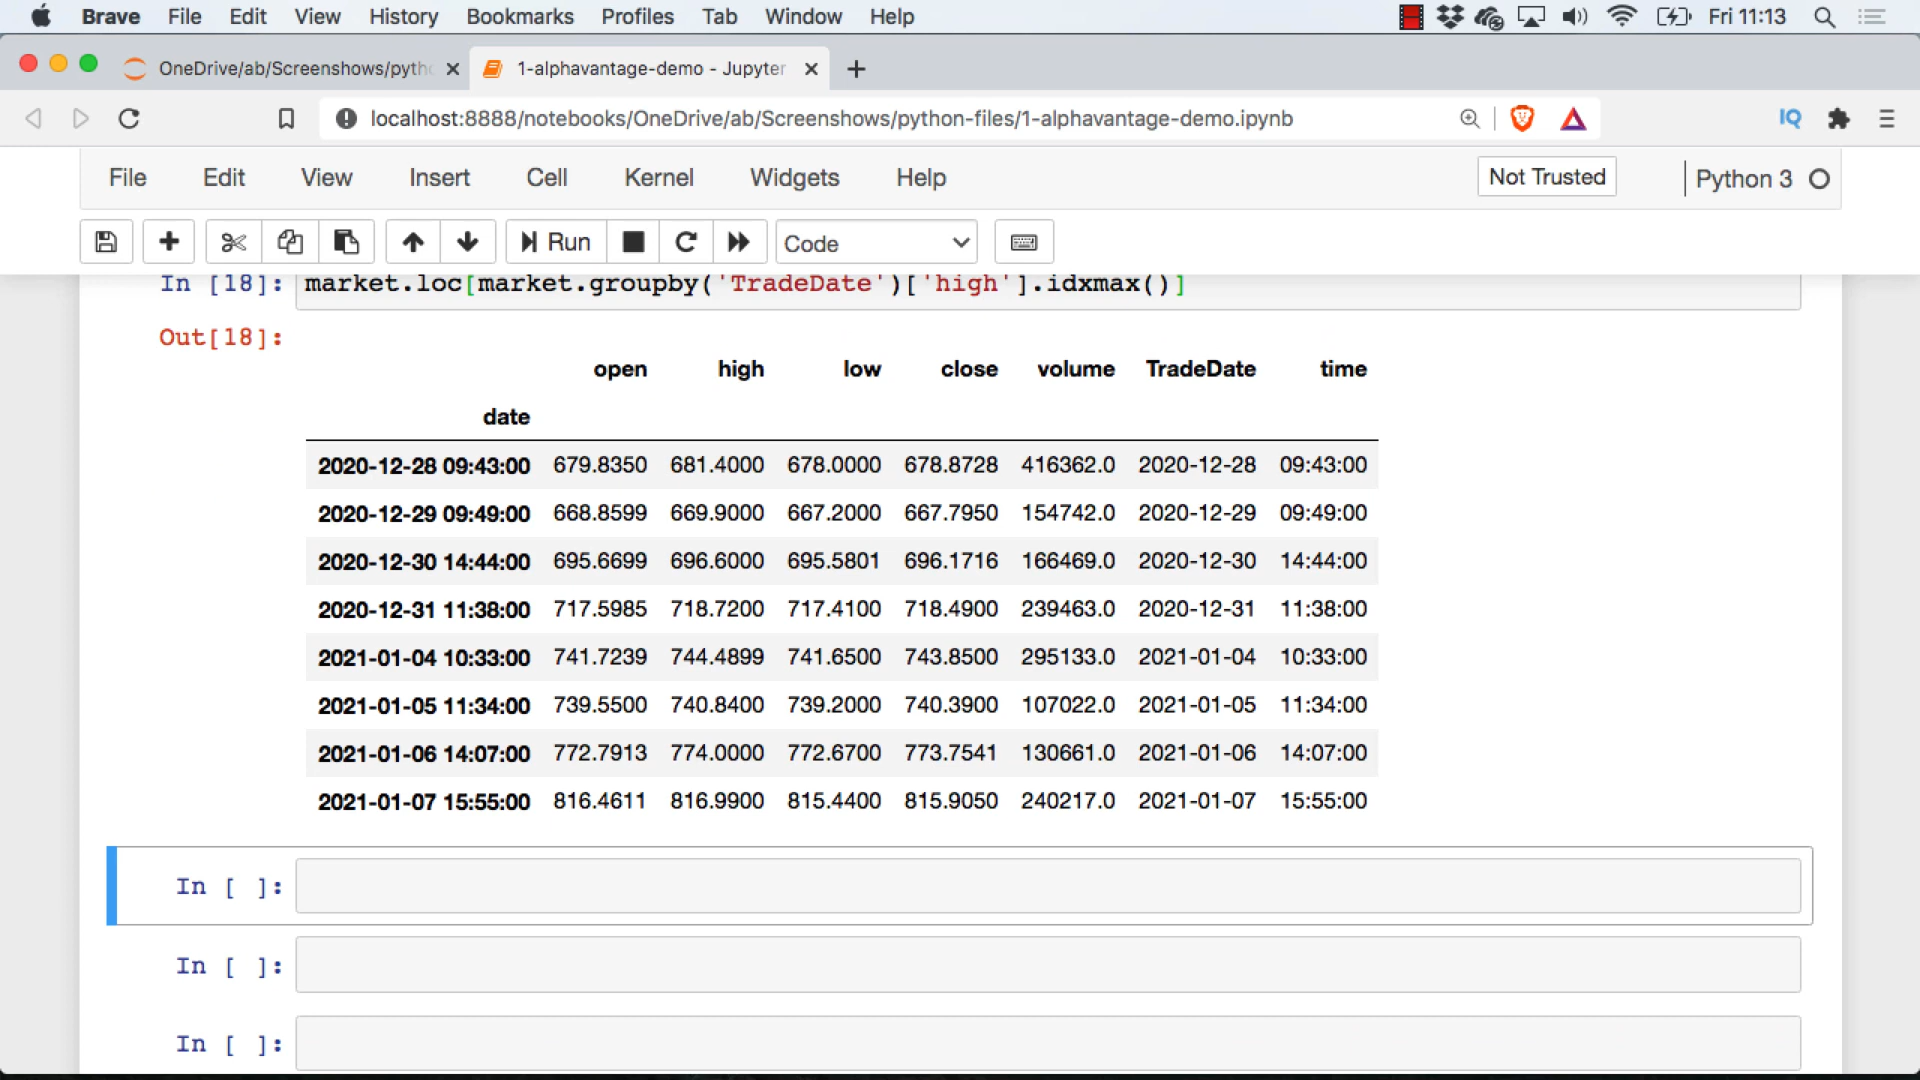 Brave File Edit View History Bookmarks Profiles Tab Window Help Fri 11:13
OneDrive/ab/Screenshows/pyth 1-alphavantage-demo - Jupyter
localhost:8888/notebooks/OneDrive/ab/Screenshows/python-files/1-alphavantage-demo.ipynb IQ
File Edit View Insert Cell Kernel Widgets Help Not Trusted Python 3
Run Code
In [18]: market.loc[market.groupby('TradeDate')['high'].idxmax()]
Out[18]:
open high low close volume TradeDate time
date
2020-12-28 09:43:00 679.8350 681.4000 678.0000 678.8728 416362.0 2020-12-28 09:43:00
2020-12-29 09:49:00 668.8599 669.9000 667.2000 667.7950 154742.0 2020-12-29 09:49:00
2020-12-30 14:44:00 695.6699 696.6000 695.5801 696.1716 166469.0 2020-12-30 14:44:00
2020-12-31 11:38:00 717.5985 718.7200 717.4100 718.4900 239463.0 2020-12-31 11:38:00
2021-01-04 10:33:00 741.7239 744.4899 741.6500 743.8500 295133.0 2021-01-04 10:33:00
2021-01-05 11:34:00 739.5500 740.8400 739.2000 740.3900 107022.0 2021-01-05 11:34:00
2021-01-06 14:07:00 772.7913 774.0000 772.6700 773.7541 130661.0 2021-01-06 14:07:00
2021-01-07 15:55:00 816.4611 816.9900 815.4400 815.9050 240217.0 2021-01-07 15:55:00
In [ ]:
In [ ]:
In [ ]: